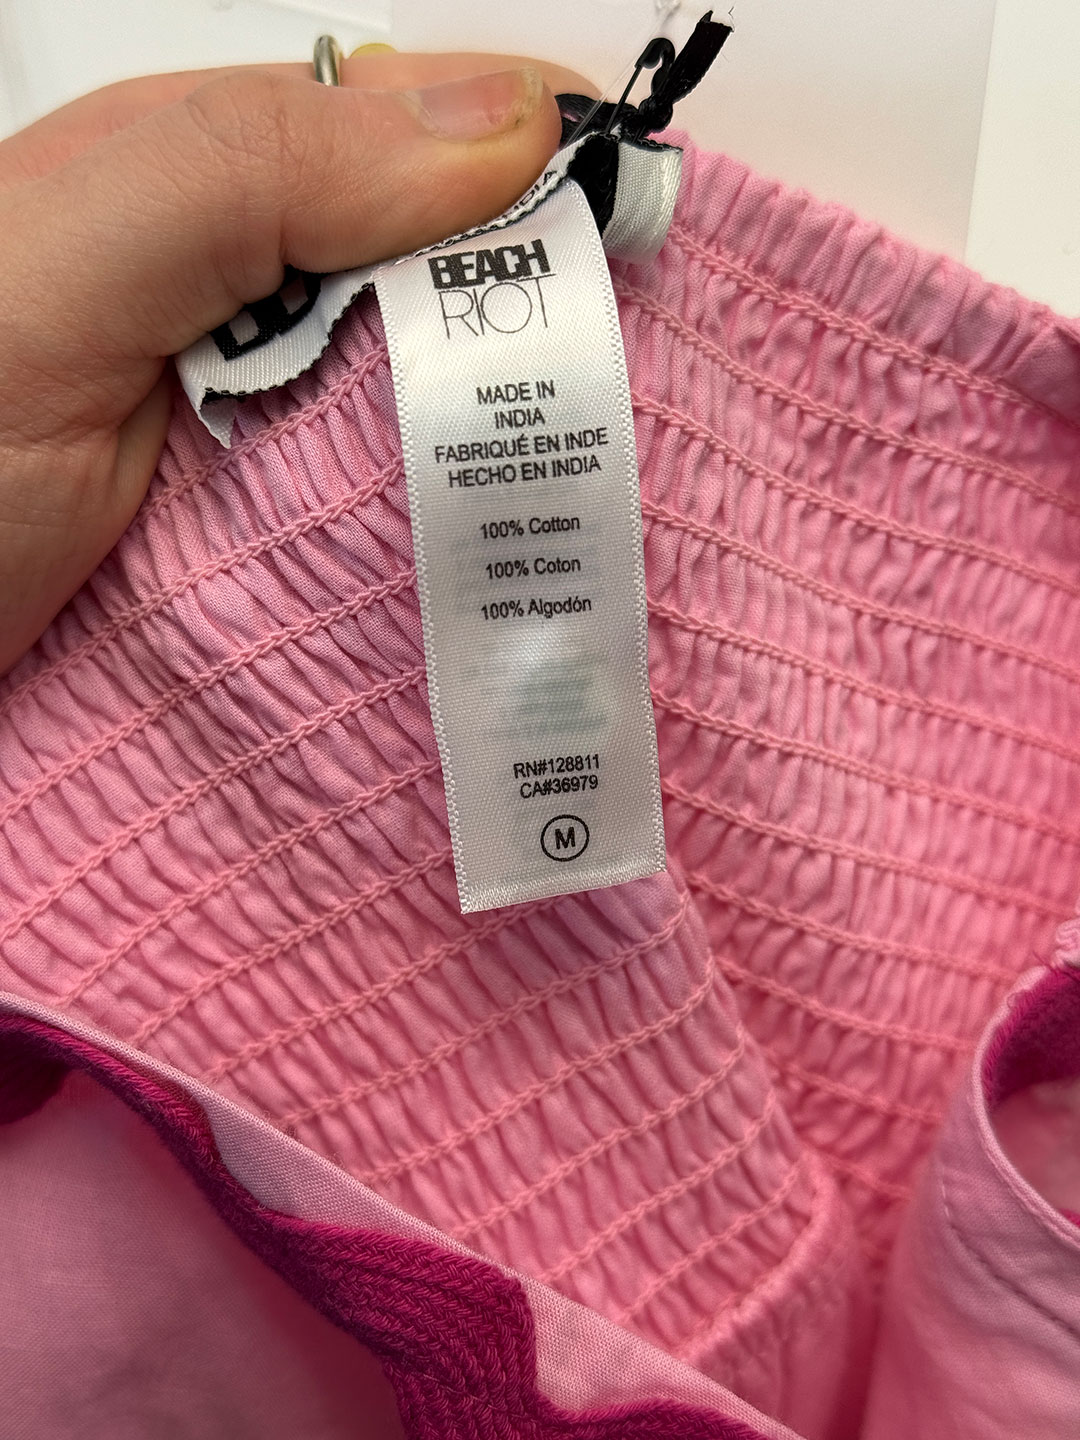 INDIA
BEACH
RIOT
MADE IN
INDIA
FABRIQUÉ EN INDE
HECHO EN INDIA
100% Cotton
100% Coton
100% Algodón
RN#128811
CA#36979
M